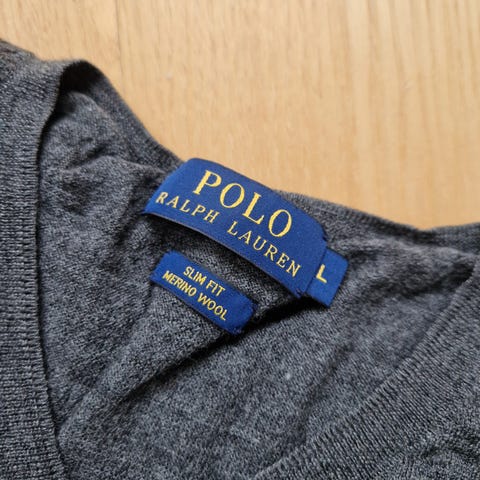 POLO
RALPH LAUREN
L
SLIM FIT
MERINO WOOL